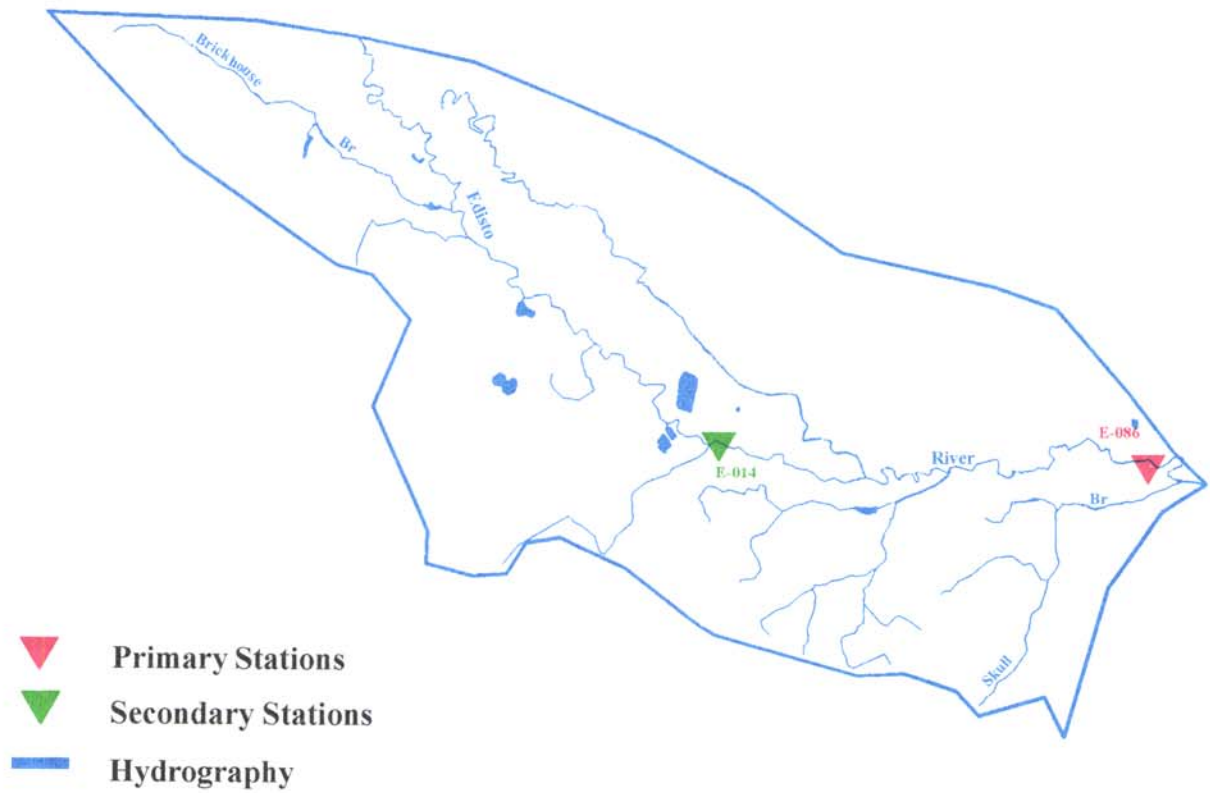 Brickhouse
Br
Edisto
E-086
River
E-014
Br
Skull
Primary Stations
Secondary Stations
Hydrography